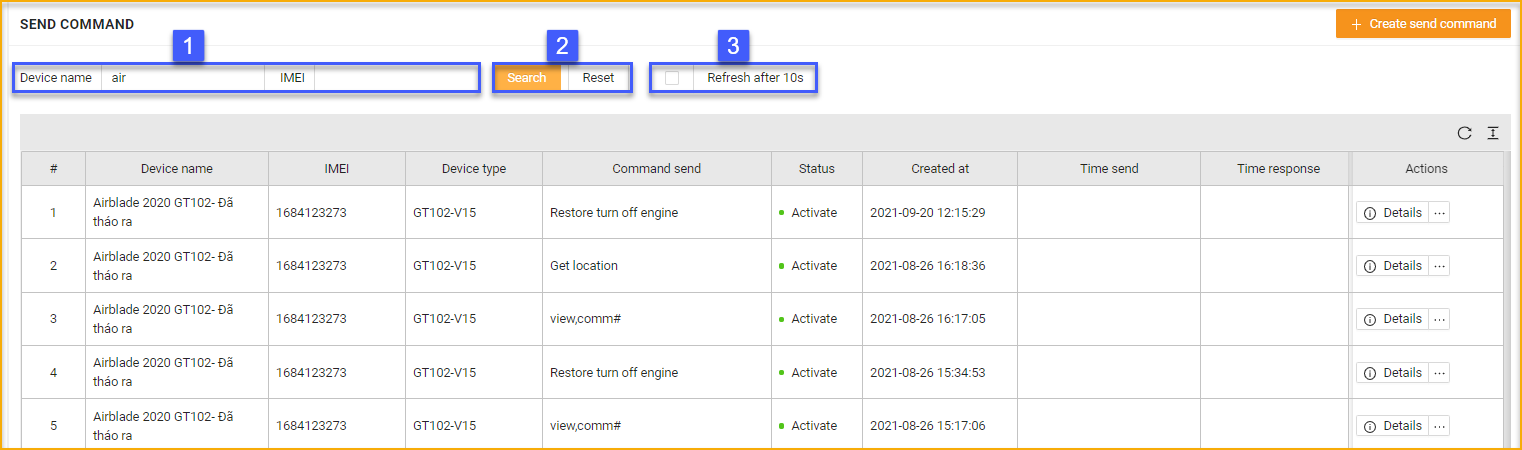 SEND COMMAND
+ Create send command
1 2 3
Device name air IMEI Search Reset Refresh after 10s
# Device name IMEI Device type Command send Status Created at Time send Time response Actions
1 Airblade 2020 GT102- Đã tháo ra 1684123273 GT102-V15 Restore turn off engine Activate 2021-09-20 12:15:29 Details ...
2 Airblade 2020 GT102- Đã tháo ra 1684123273 GT102-V15 Get location Activate 2021-08-26 16:18:36 Details ...
3 Airblade 2020 GT102- Đã tháo ra 1684123273 GT102-V15 view,comm# Activate 2021-08-26 16:17:05 Details ...
4 Airblade 2020 GT102- Đã tháo ra 1684123273 GT102-V15 Restore turn off engine Activate 2021-08-26 15:34:53 Details ...
5 Airblade 2020 GT102- Đã tháo ra 1684123273 GT102-V15 view,comm# Activate 2021-08-26 15:17:06 Details ...